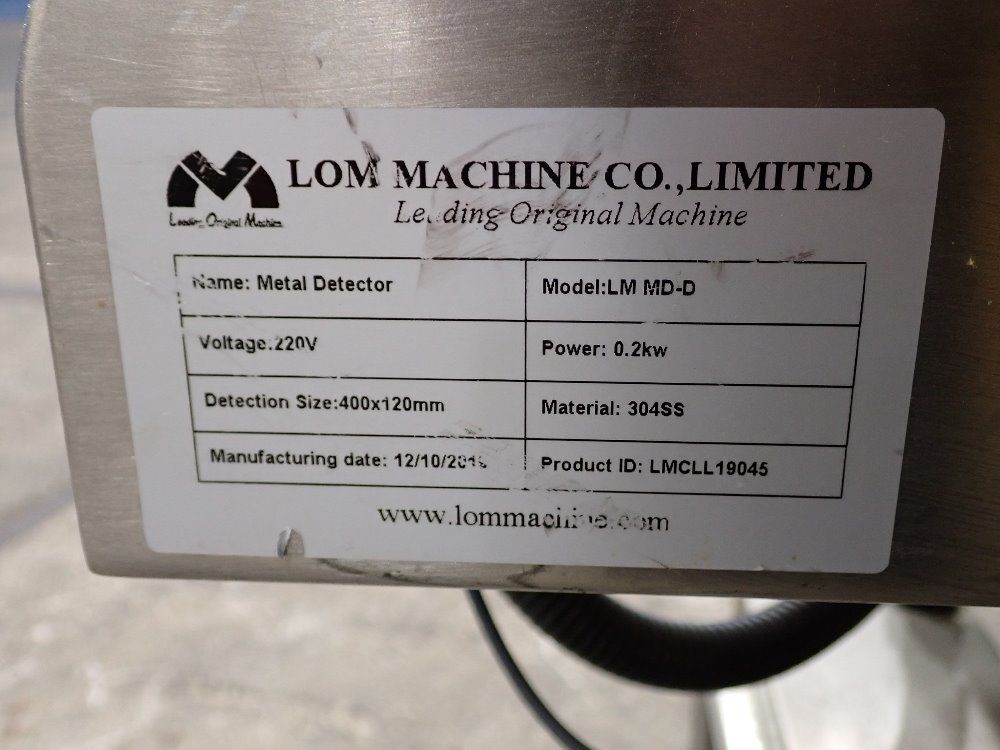 LOM MACHINE CO.,LIMITED
Leading Original Machine
Leading Original Machine
Name: Metal Detector
Model:LM MD-D
Voltage:220V
Power: 0.2kw
Detection Size:400x120mm
Material: 304SS
Manufacturing date:
Product ID: LMCLL19045
www.lommachine.com